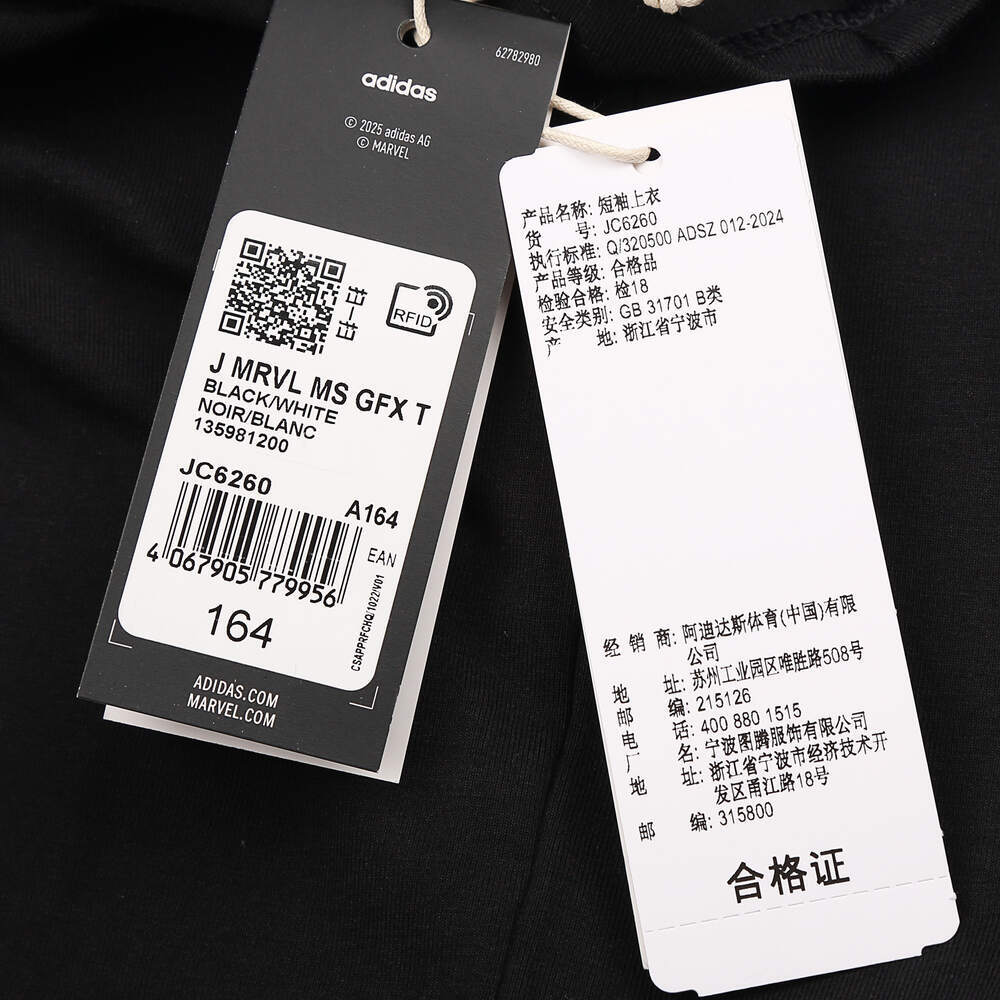 62782980
adidas
© 2025 adidas AG
© MARVEL
RFID
J MRVL MS GFX T
BLACK/WHITE
NOIR/BLANC
135981200
JC6260
A164
EAN
4 067905 779956
CSAPPRFCHQ/1022/V01
164
ADIDAS.COM
MARVEL.COM
产品名称: 短袖上衣
货 号: JC6260
执行标准: Q/320500 ADSZ 012-2024
产品等级: 合格品
检验合格: 检18
安全类别: GB 31701 B类
产 地: 浙江省宁波市
经 销 商: 阿迪达斯体育(中国)有限
公司
地 址: 苏州工业园区唯胜路508号
邮 编: 215126
电 话: 400 880 1515
厂 名: 宁波图腾服饰有限公司
地 址: 浙江省宁波市经济技术开
发区甬江路18号
邮 编: 315800
合格证